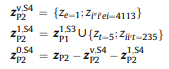 z_{P2}^{v,S4} = {z_{e=1}; z_{i^v i^e i=4113}}
z_{P2}^{1,S4} = z_{P1}^{1,S3} ∪ {z_{t=5}; z_{ii^t t=235}}
z_{P2}^{0,S4} = z_{P2} − z_{P2}^{v,S4} − z_{P2}^{1,S4}